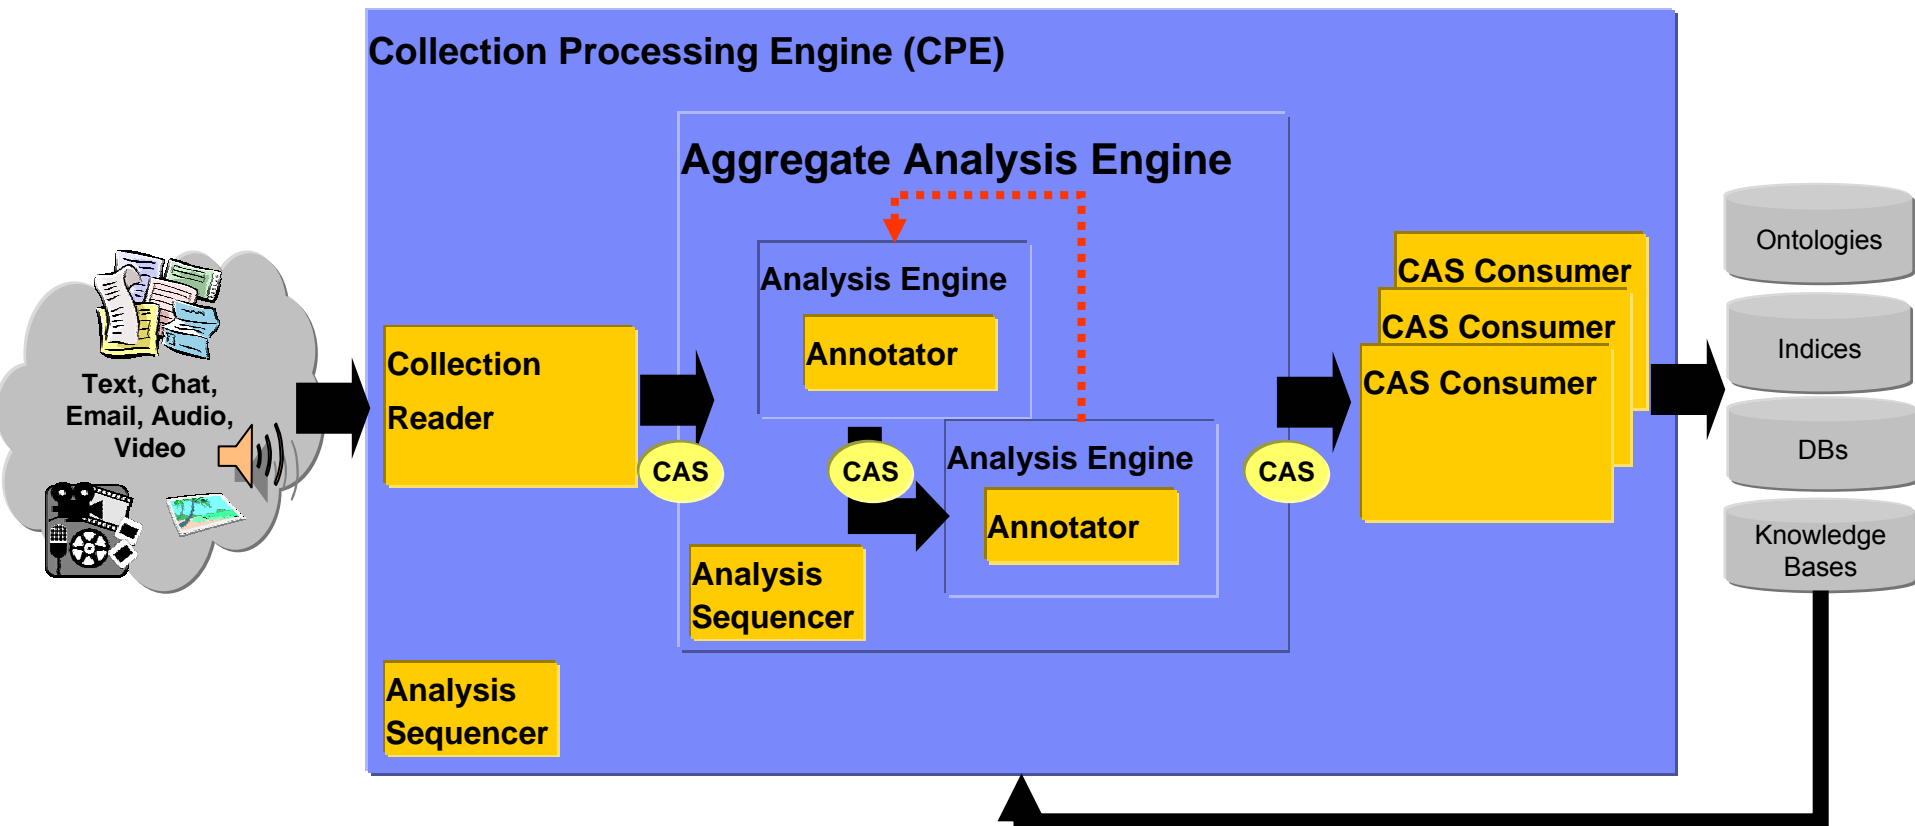 Collection Processing Engine (CPE)
Aggregate Analysis Engine
Text, Chat,
Email, Audio,
Video
Collection
Reader
CAS
Analysis Engine
Annotator
CAS
Analysis Engine
Annotator
Analysis
Sequencer
CAS
CAS Consumer
CAS Consumer
CAS Consumer
Ontologies
Indices
DBs
Knowledge
Bases
Analysis
Sequencer